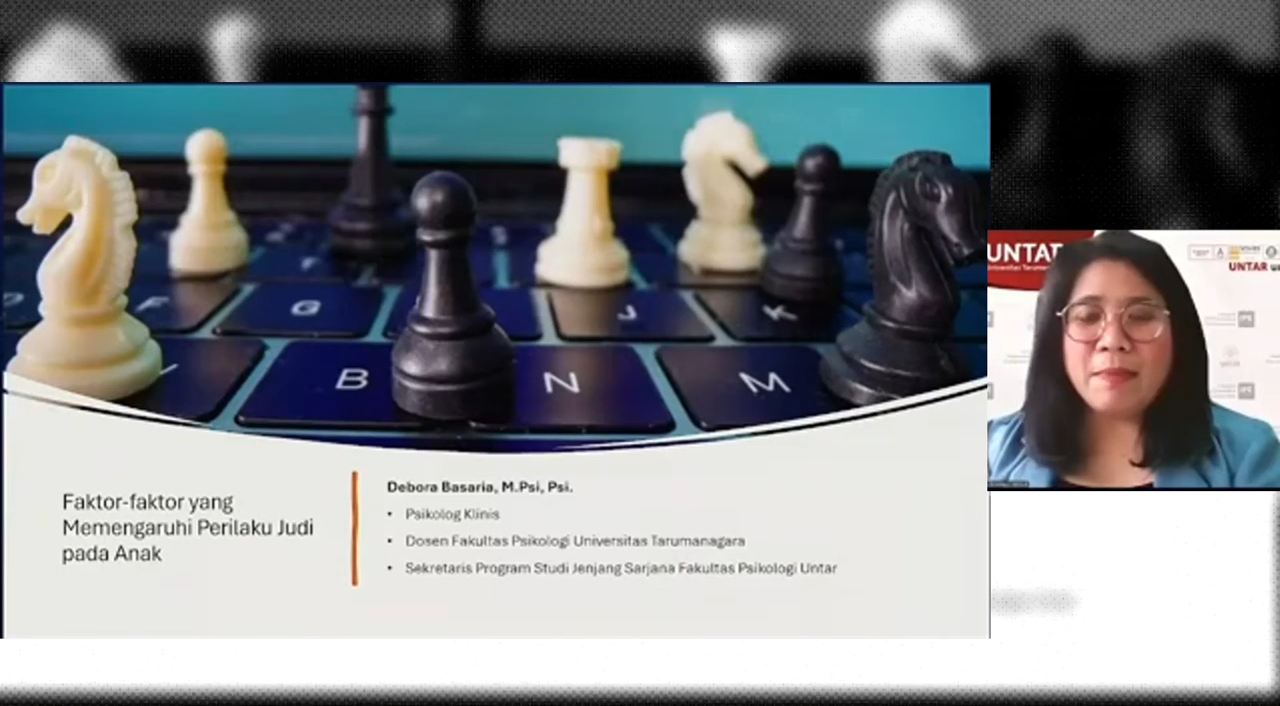 F
G
J
K
B
N
M
Faktor-faktor yang
Memengaruhi Perilaku Judi
pada Anak
Debora Basaria, M.Psi, Psi.
• Psikolog Klinis
• Dosen Fakultas Psikologi Universitas Tarumanagara
• Sekretaris Program Studi Jenjang Sarjana Fakultas Psikologi Untar
UNTAR
UNTAR